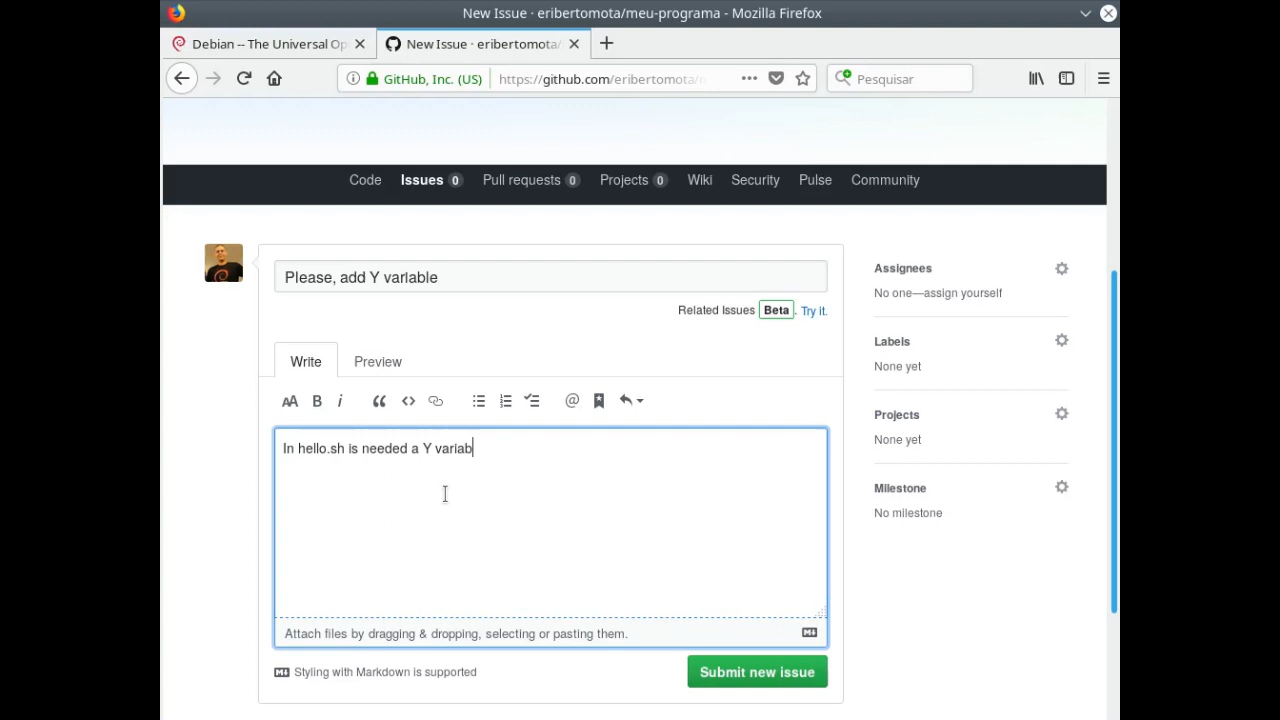 New Issue · eribertomota/meu-programa - Mozilla Firefox
Debian -- The Universal Op
New Issue · eribertomota/
GitHub, Inc. (US)
https://github.com/eribertomota/
Pesquisar
Code
Issues 0
Pull requests 0
Projects 0
Wiki
Security
Pulse
Community
Please, add Y variable
Related Issues Beta . Try it.
Write
Preview
AA B i
In hello.sh is needed a Y variab
Attach files by dragging & dropping, selecting or pasting them.
Styling with Markdown is supported
Submit new issue
Assignees
No one—assign yourself
Labels
None yet
Projects
None yet
Milestone
No milestone